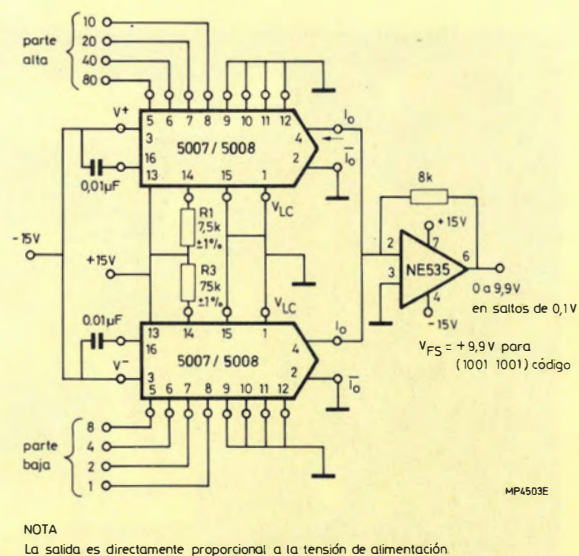 parte
alta
10
20
40
80
5 6 7 8 9 10 11 12
V+
3
16
5007 / 5008
4
2
13 14 15 1
Io
Io
0,01µF
R1
7,5k
±1%
VLC
-15V
+15V
R3
75k
±1%
VLC
0.01µF
13 14 15 1
16
3
V-
5007 / 5008
4
2
Io
Io
5 6 7 8 9 10 11 12
parte
baja
8
4
2
1
8k
+15V
2
3
7
6
4
NE535
-15V
0 a 9,9V
en saltos de 0,1V
VFS = +9,9V para
(1001 1001) código
MP4503E
NOTA
La salida es directamente proporcional a la tensión de alimentación.